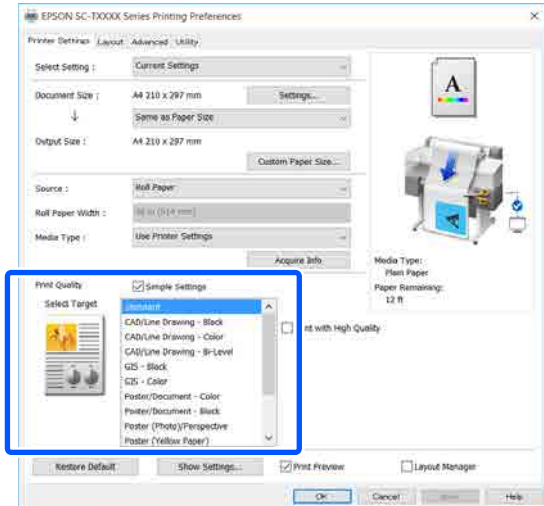 EPSON SC-TXXXX Series Printing Preferences
Printer Settings Layout Advanced Utility
Select Setting : Current Settings
Document Size : A4 210 x 297 mm Settings...
Same as Paper Size
Output Size : A4 210 x 297 mm
Custom Paper Size...
Source : Roll Paper
Roll Paper Width :
Media Type : Use Printer Settings
Acquire Info
Media Type:
Plain Paper
Paper Remaining:
12 ft
Print Quality Simple Settings
Select Target Standard
CAD/Line Drawing - Black
CAD/Line Drawing - Color
CAD/Line Drawing - Bi-Level
GIS - Black
GIS - Color
Poster/Document - Color
Poster/Document - Black
Poster (Photo)/Perspective
Poster (Yellow Paper)
nt with High Quality
A
Restore Default Show Settings... Print Preview Layout Manager
OK Cancel Help